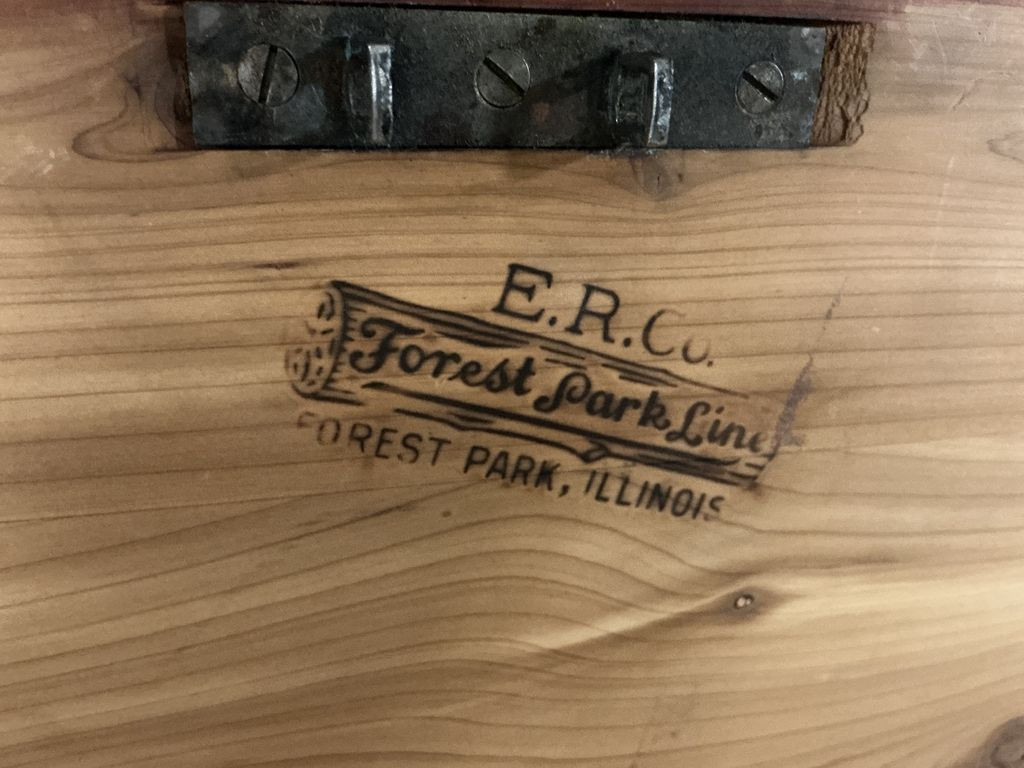 E.R.Co.
Forest Park Line
FOREST PARK, ILLINOIS